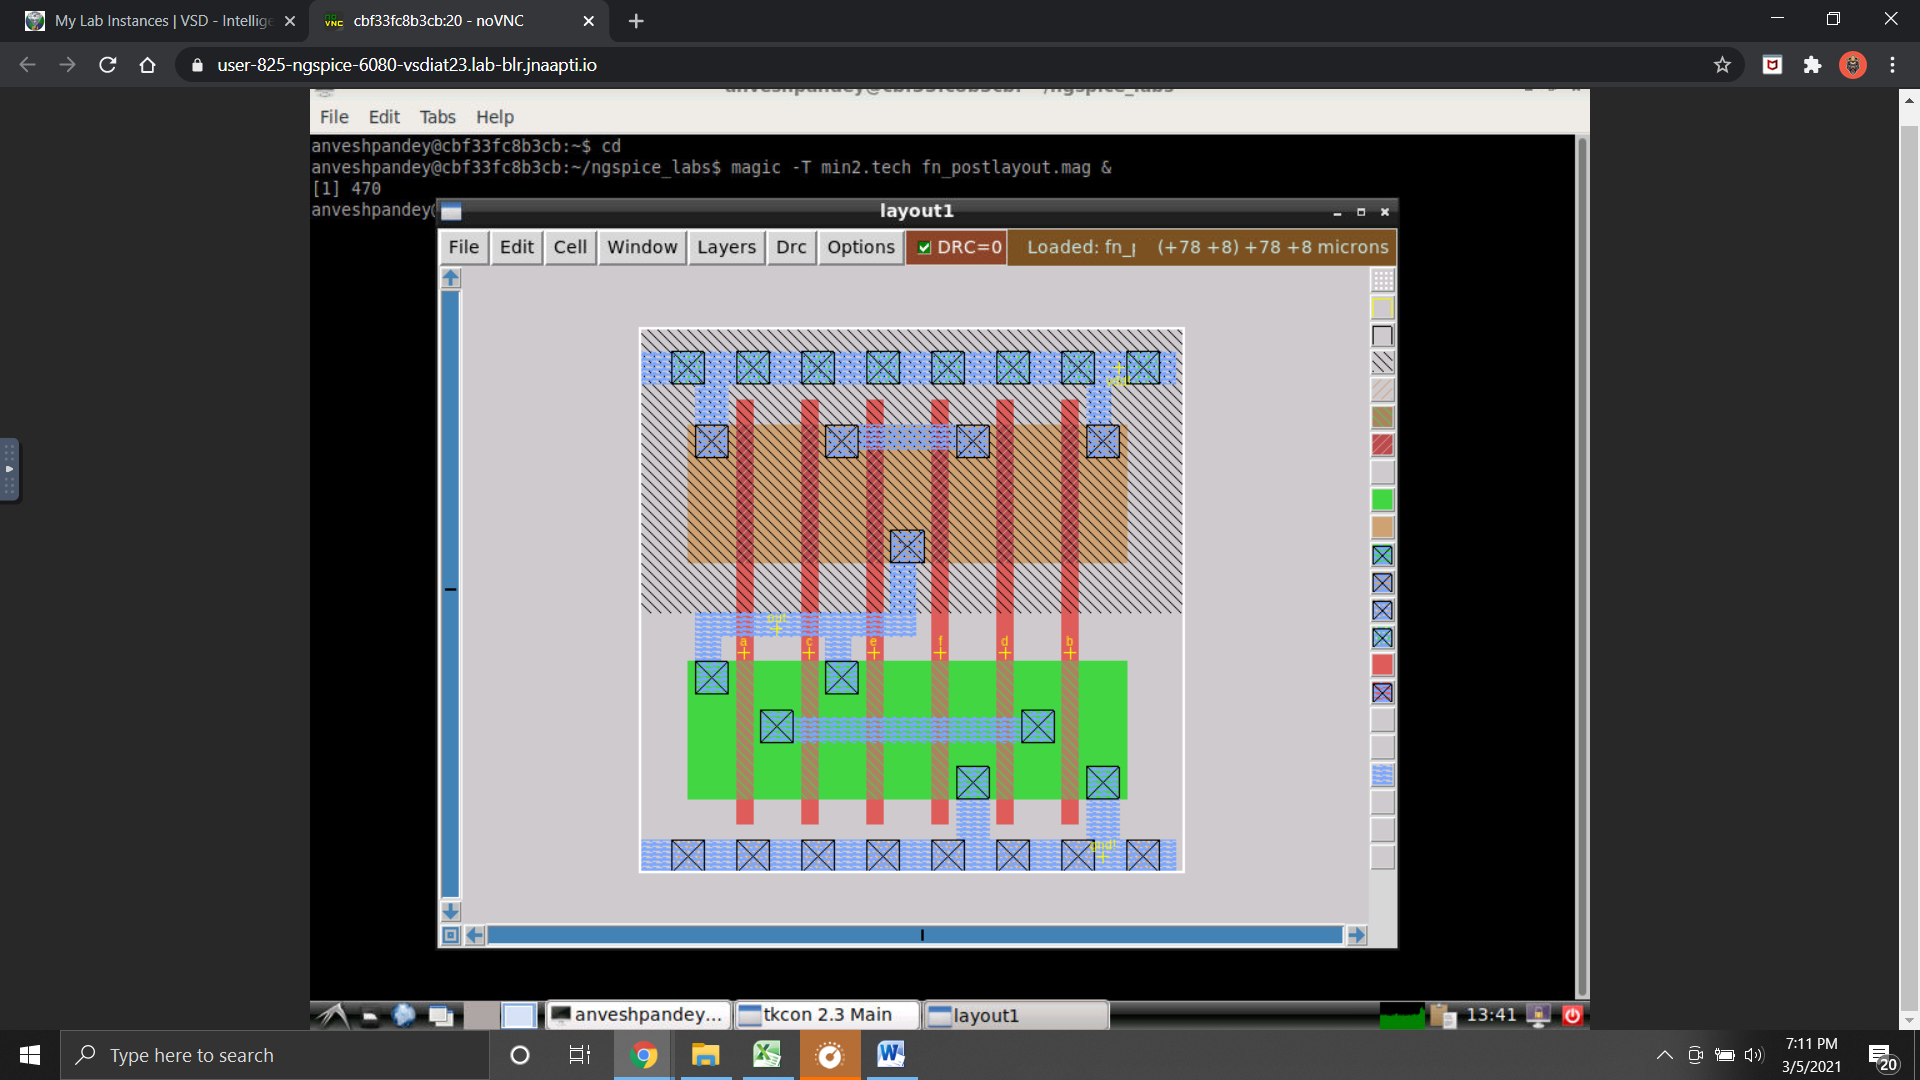 My Lab Instances | VSD - Intellige
cbf33fc8b3cb:20 - noVNC
user-825-ngspice-6080-vsdiat23.lab-blr.jnaapti.io
File Edit Tabs Help
anveshpandey@cbf33fc8b3cb:~$ cd
anveshpandey@cbf33fc8b3cb:~/ngspice_labs$ magic -T min2.tech fn_postlayout.mag &
[1] 470
anveshpandey@
layout1
File Edit Cell Window Layers Drc Options DRC=0 Loaded: fn_p (+78 +8) +78 +8 microns
out
a c e f d b
gnd!
anveshpandey... tkcon 2.3 Main layout1 13:41
Type here to search
7:11 PM
3/5/2021
20